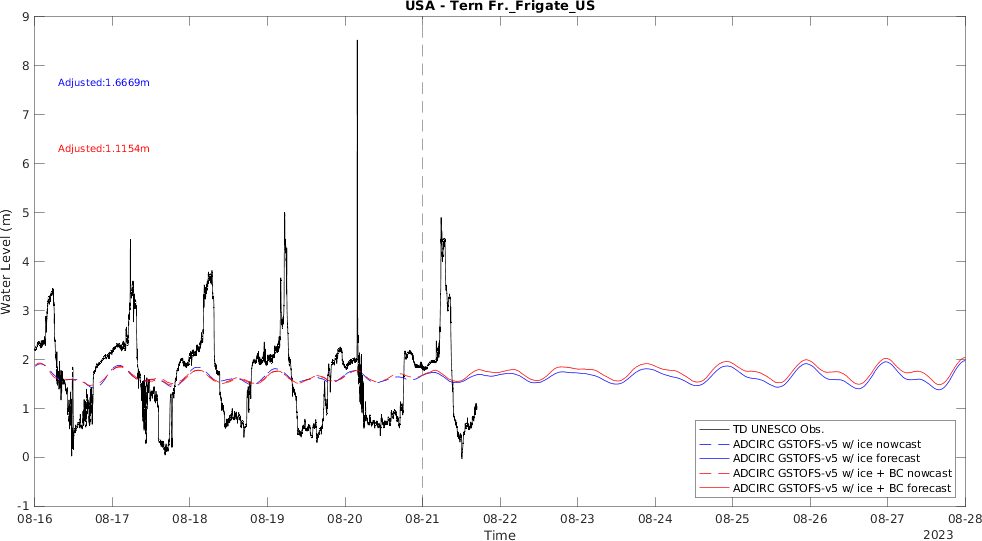 USA - Tern Fr._Frigate_US
9
8
7
6
5
4
3
2
1
0
-1
Water Level (m)
Adjusted:1.6669m
Adjusted:1.1154m
TD UNESCO Obs.
ADCIRC GSTOFS-v5 w/ ice nowcast
ADCIRC GSTOFS-v5 w/ ice forecast
ADCIRC GSTOFS-v5 w/ ice + BC nowcast
ADCIRC GSTOFS-v5 w/ ice + BC forecast
08-16 08-17 08-18 08-19 08-20 08-21 08-22 08-23 08-24 08-25 08-26 08-27 08-28
Time
2023